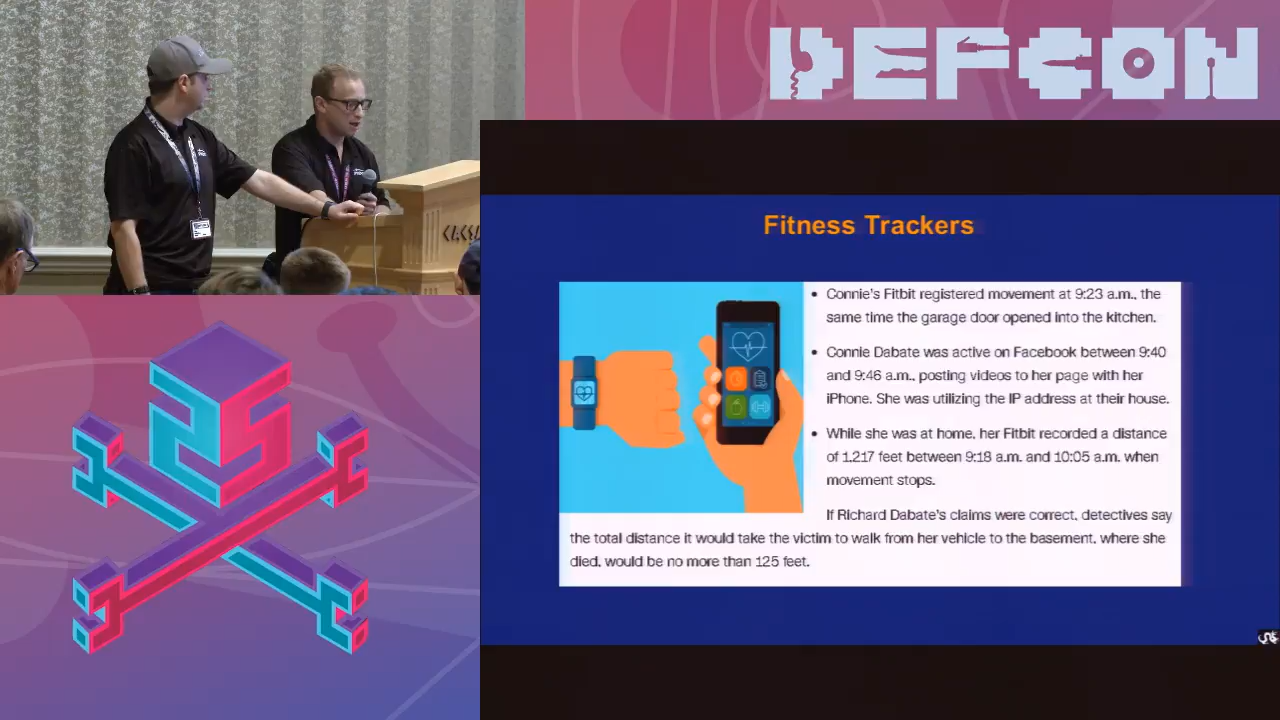 DEFCON
Fitness Trackers
• Connie's Fitbit registered movement at 9:23 a.m., the
same time the garage door opened into the kitchen.
• Connie Dabate was active on Facebook between 9:40
and 9:46 a.m., posting videos to her page with her
iPhone. She was utilizing the IP address at their house.
• While she was at home, her Fitbit recorded a distance
of 1,217 feet between 9:18 a.m. and 10:05 a.m. when
movement stops.
If Richard Dabate's claims were correct, detectives say
the total distance it would take the victim to walk from her vehicle to the basement, where she
died, would be no more than 125 feet.